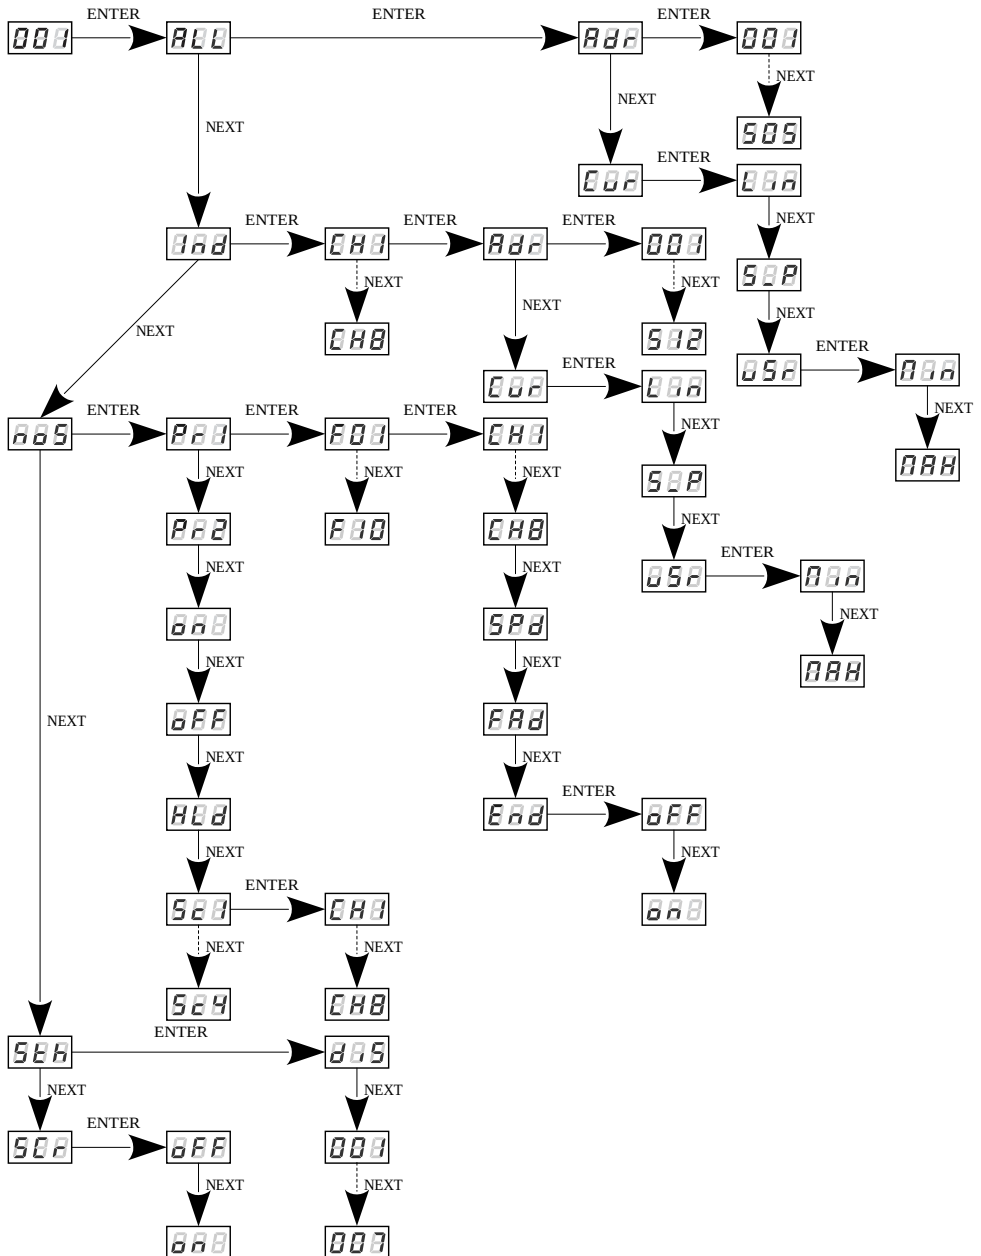 ENTER ENTER ENTER
001 ALL Adr 001
NEXT
NEXT
NEXT 505
ENTER
Cur Lin
NEXT
ENTER ENTER ENTER
Ind CH1 Adr 001
NEXT NEXT S_P
NEXT NEXT
NEXT CH8 512
ENTER
ENTER uSr Min
Cur Lin
ENTER ENTER ENTER NEXT
noS Pr1 F01 CH1 NEXT
MAH
NEXT NEXT NEXT S_P
NEXT
Pr2 F10 CH8
ENTER
NEXT NEXT uSr Min
NEXT
on SPd
NEXT NEXT MAH
NEXT
oFF FAd
NEXT NEXT
ENTER
HLd End oFF
NEXT NEXT
ENTER
Sc1 CH1 on
NEXT NEXT
Sc4 CH8
ENTER
Sth diS
NEXT NEXT
ENTER
SEr oFF 001
NEXT NEXT
on 007